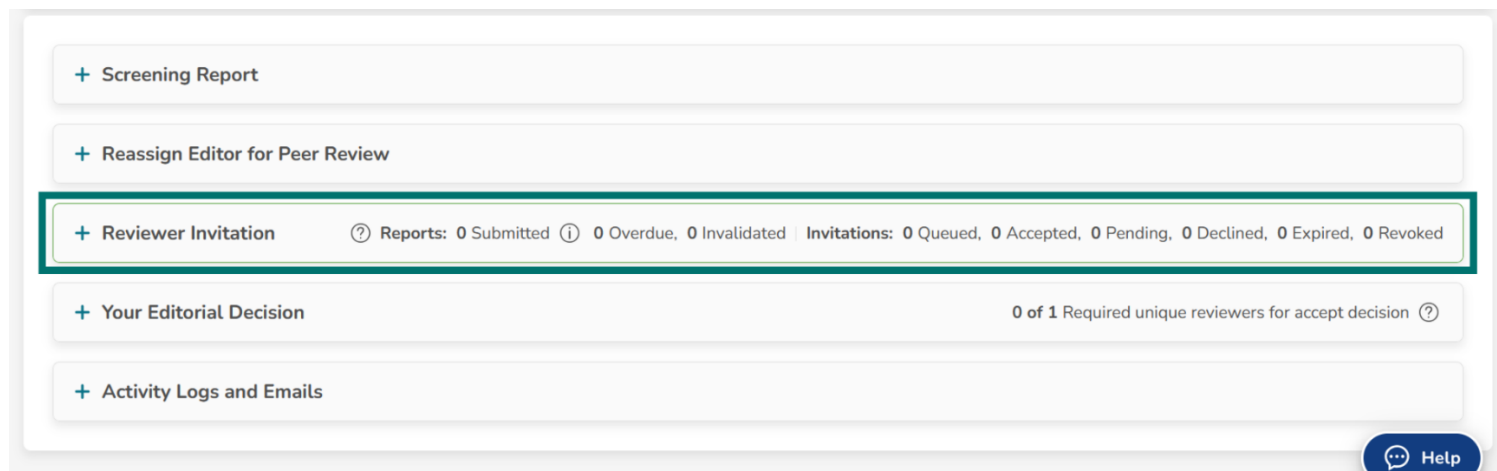 + Screening Report
+ Reassign Editor for Peer Review
+ Reviewer Invitation ? Reports: 0 Submitted i 0 Overdue, 0 Invalidated | Invitations: 0 Queued, 0 Accepted, 0 Pending, 0 Declined, 0 Expired, 0 Revoked
+ Your Editorial Decision 0 of 1 Required unique reviewers for accept decision ?
+ Activity Logs and Emails
Help